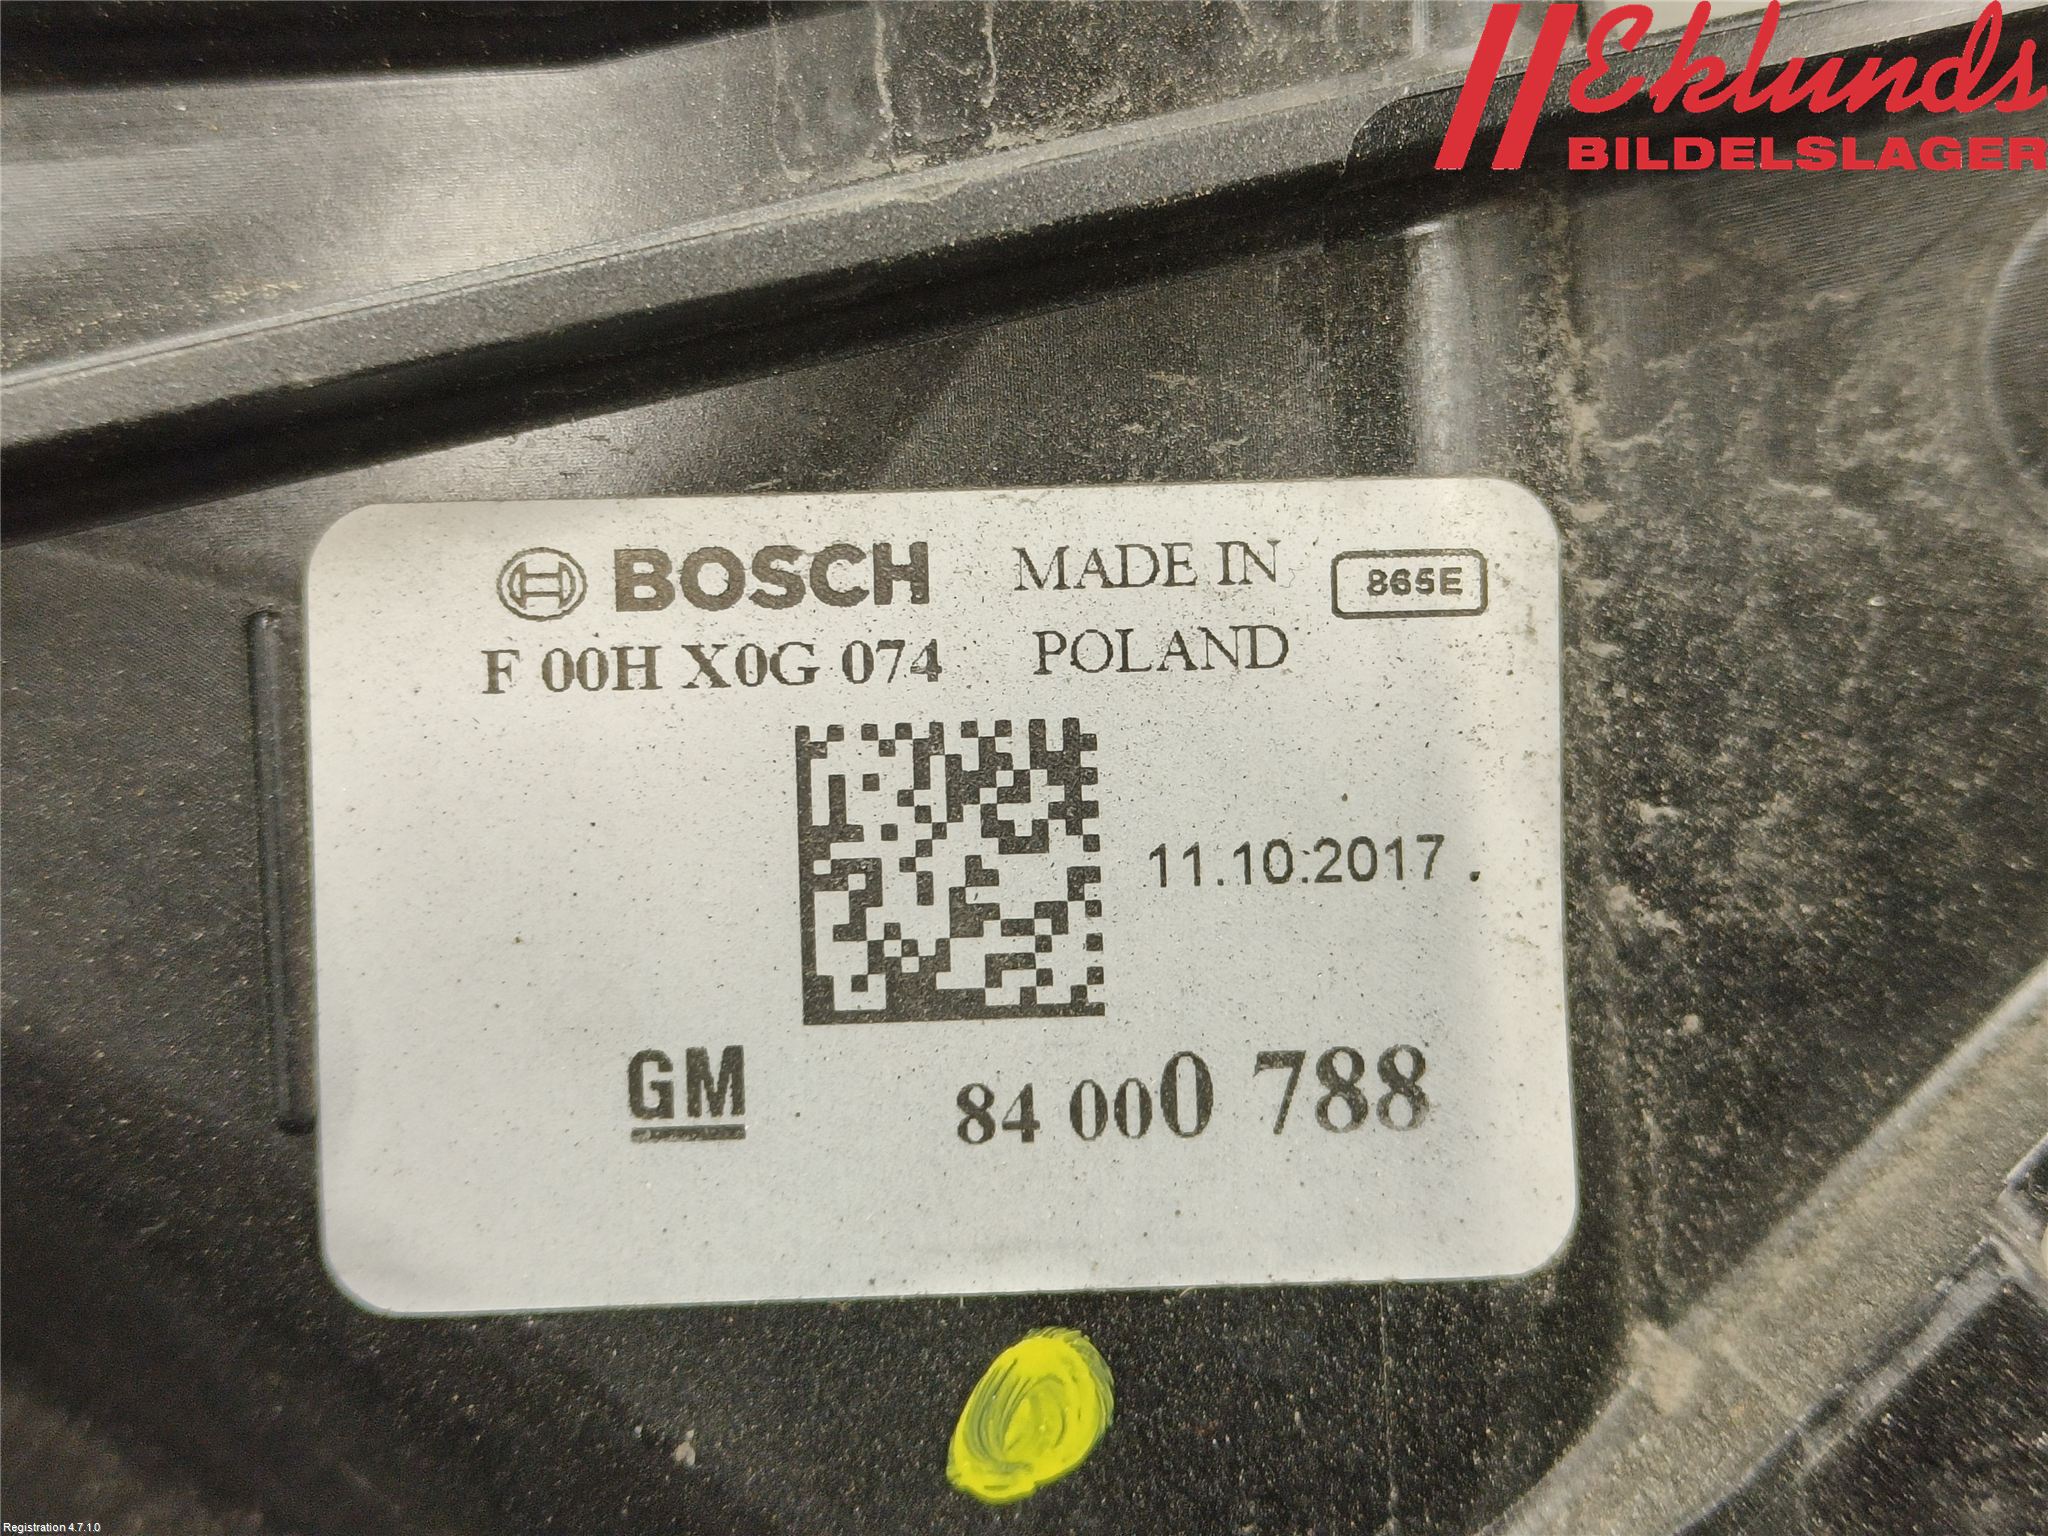 Eklunds
BILDELSLAGER
BOSCH MADE IN 865E
F 00H X0G 074 POLAND
11.10.2017 .
GM 84 000 788
Registration 4.7.1.0